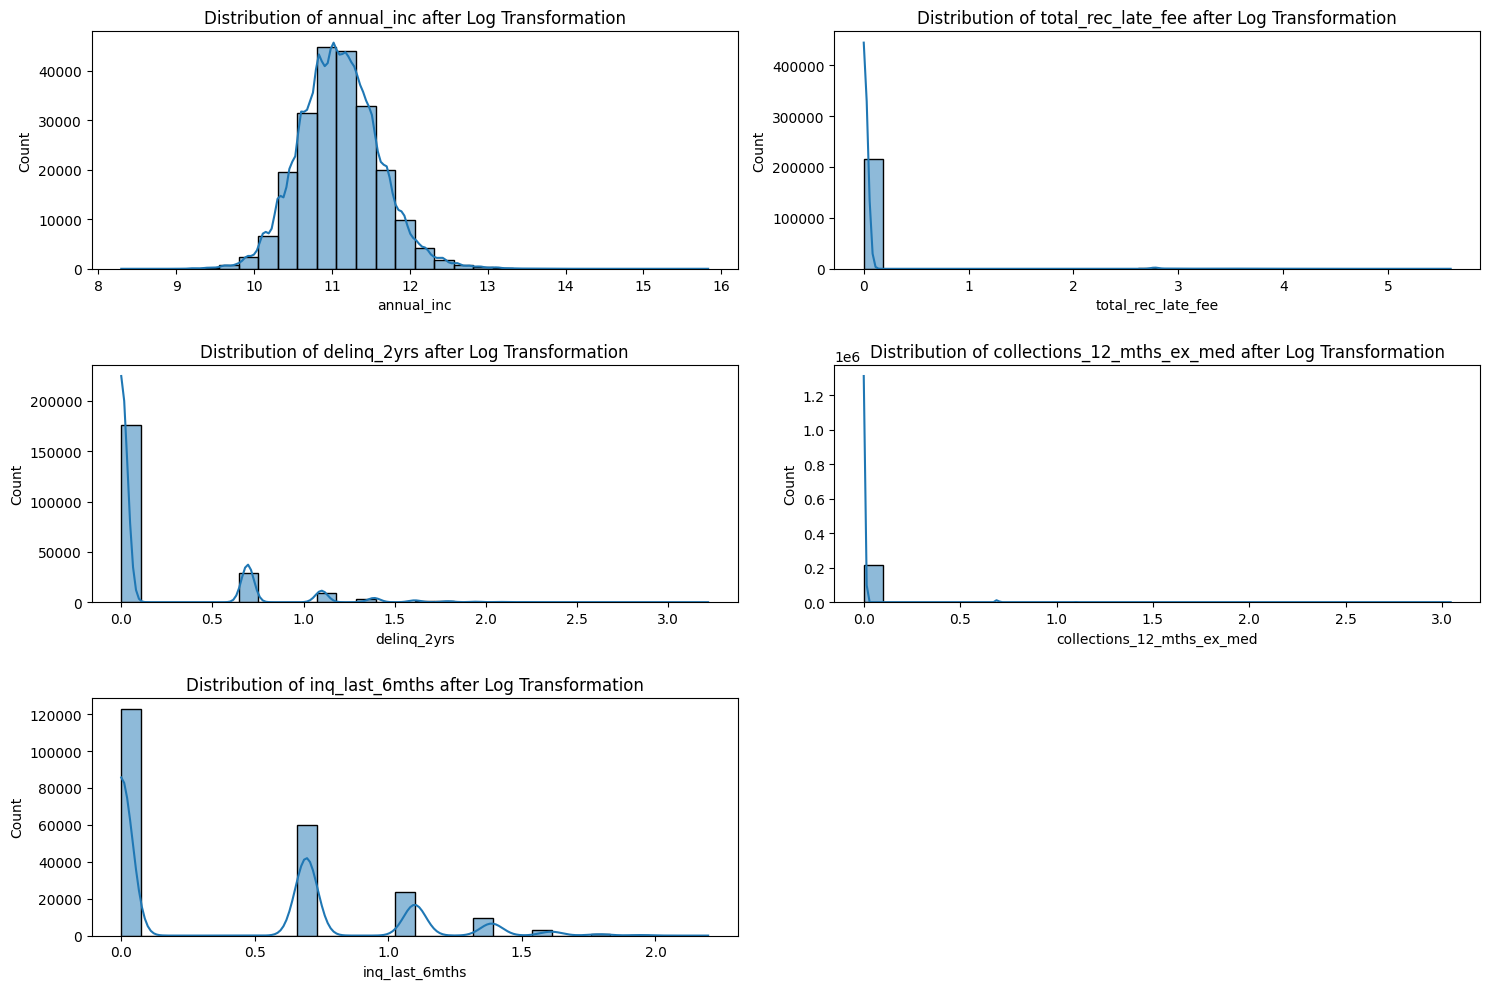 Distribution of annual_inc after Log Transformation
Count
40000
30000
20000
10000
0
8 9 10 11 12 13 14 15 16
annual_inc
Distribution of total_rec_late_fee after Log Transformation
Count
400000
300000
200000
100000
0
0 1 2 3 4 5
total_rec_late_fee
Distribution of delinq_2yrs after Log Transformation
Count
200000
150000
100000
50000
0
0.0 0.5 1.0 1.5 2.0 2.5 3.0
delinq_2yrs
1e6
Distribution of collections_12_mths_ex_med after Log Transformation
Count
1.2
1.0
0.8
0.6
0.4
0.2
0.0
0.0 0.5 1.0 1.5 2.0 2.5 3.0
collections_12_mths_ex_med
Distribution of inq_last_6mths after Log Transformation
Count
120000
100000
80000
60000
40000
20000
0
0.0 0.5 1.0 1.5 2.0
inq_last_6mths